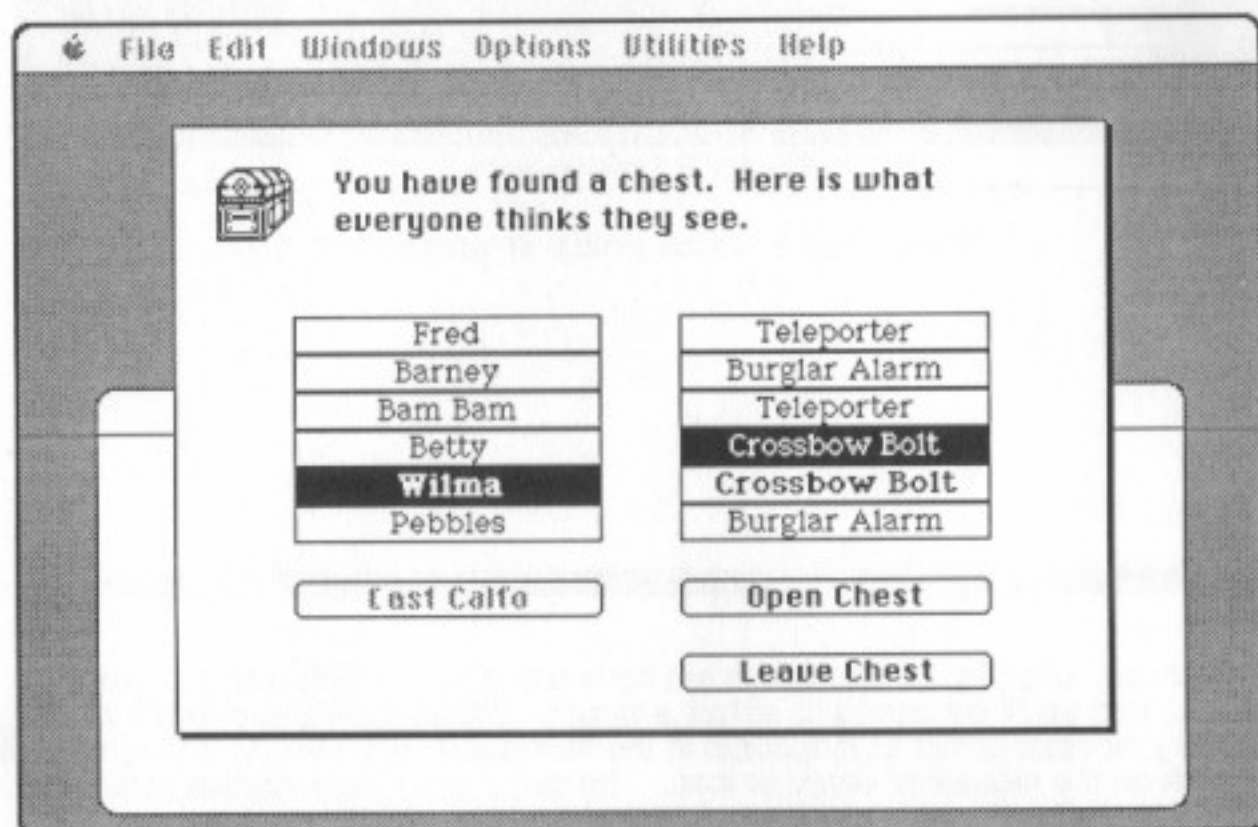 File Edit Windows Options Utilities Help
You have found a chest. Here is what
everyone thinks they see.
Fred Teleporter
Barney Burglar Alarm
Bam Bam Teleporter
Betty Crossbow Bolt
Wilma Crossbow Bolt
Pebbles Burglar Alarm
Cast Calfo Open Chest
Leave Chest